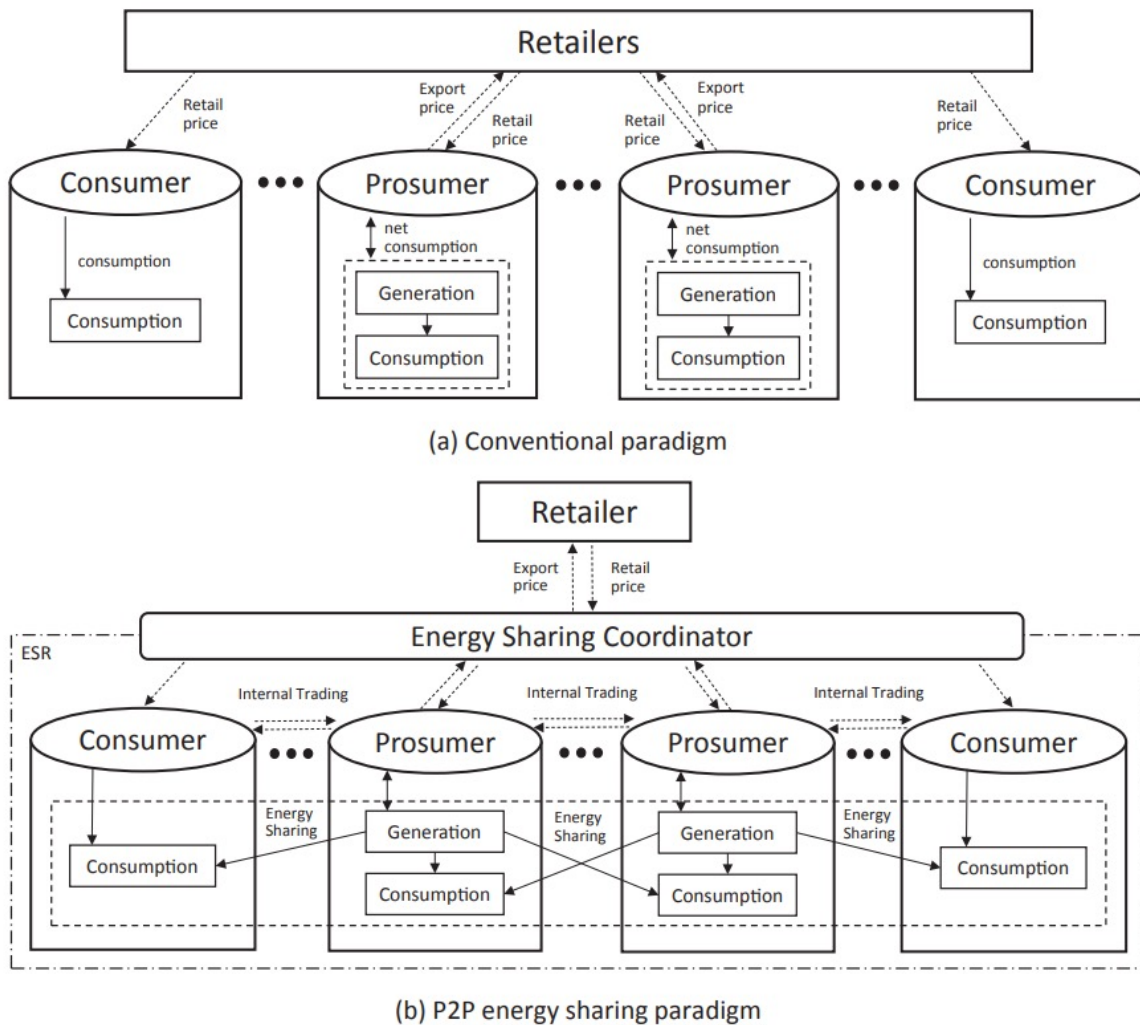 Retailers
Retail
price
Export
price
Retail
price
Retail
price
Export
price
Retail
price
Consumer
Prosumer
Prosumer
Consumer
consumption
net
consumption
net
consumption
consumption
Consumption
Generation
Consumption
Generation
Consumption
Consumption
(a) Conventional paradigm
Retailer
Export
price
Retail
price
Energy Sharing Coordinator
ESR
Internal Trading
Internal Trading
Internal Trading
Consumer
Prosumer
Prosumer
Consumer
Energy
Sharing
Energy
Sharing
Energy
Sharing
Consumption
Generation
Consumption
Generation
Consumption
Consumption
(b) P2P energy sharing paradigm